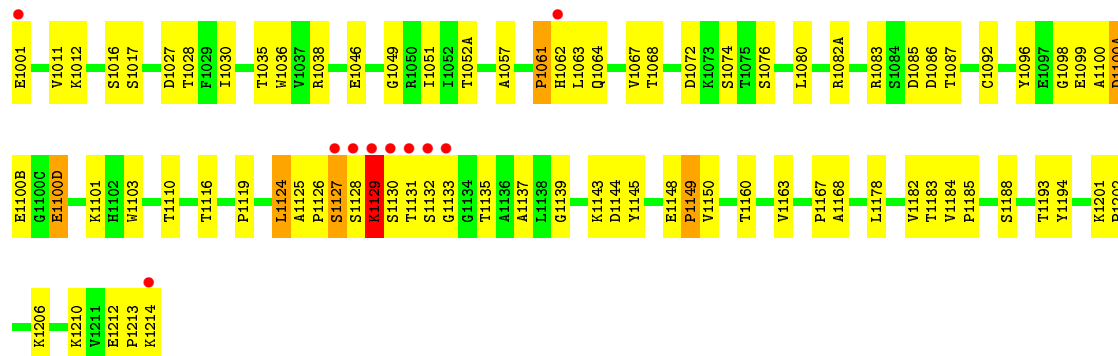 E1001 V1011 K1012 S1016 S1017 D1027 T1028 F1029 I1030 T1035 W1036 V1037 R1038 E1046 G1049 R1050 I1051 I1052 T1052A A1057 P1061 H1062 L1063 Q1064 V1067 T1068 D1072 K1073 S1074 T1075 S1076 L1080 R1082A R1083 S1084 D1085 D1086 T1087 C1092 Y1096 E1097 G1098 E1099 A1100
E1100B G1100C E1100D K1101 H1102 W1103 T1110 T1116 P1119 L1124 A1125 P1126 S1127 S1128 K1129 S1130 T1131 S1132 G1133 G1134 T1135 A1136 A1137 L1138 G1139 K1143 D1144 Y1145 E1148 P1149 V1150 T1160 V1163 P1167 A1168 L1178 V1182 T1183 V1184 P1185 S1188 T1193 Y1194 K1201
K1206 K1210 V1211 E1212 P1213 K1214